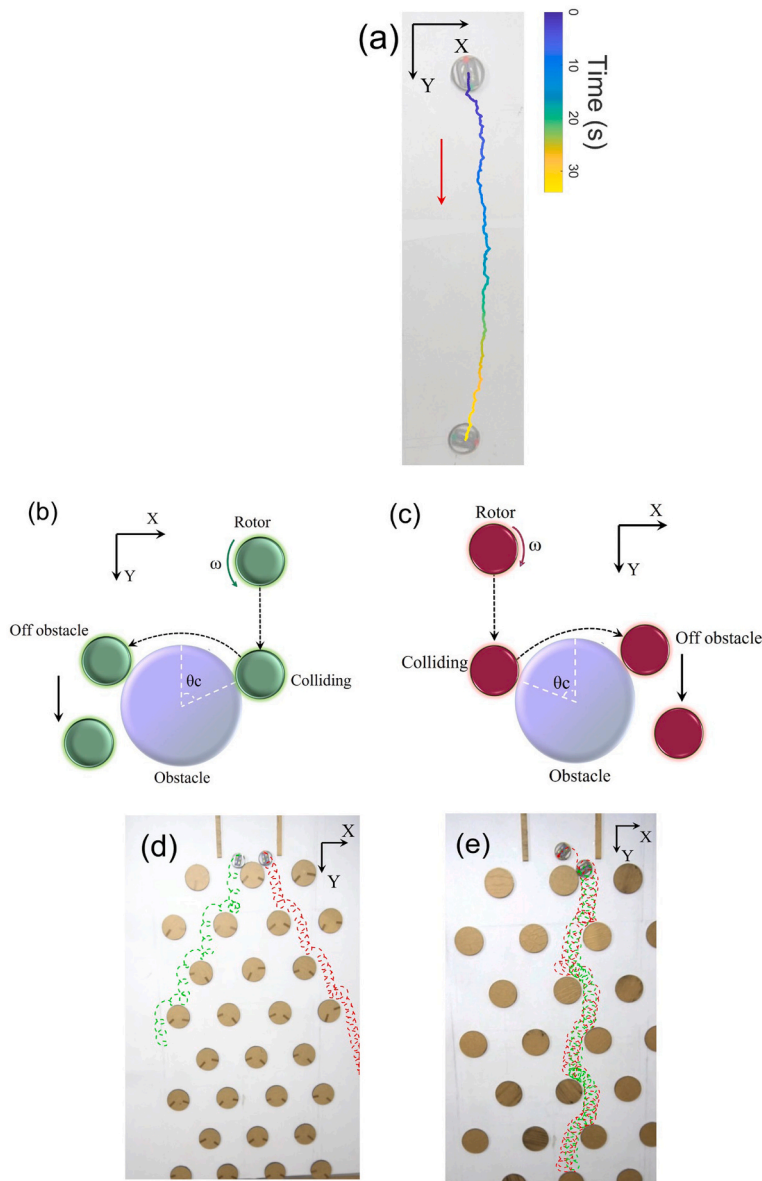 (a)
X
Y
0
10
20
30
Time (s)
(b)
X
Y
Rotor
ω
Off obstacle
Colliding
θc
Obstacle
(c)
Rotor
X
ω
Y
Colliding
Off obstacle
θc
Obstacle
(d)
X
Y
(e)
X
Y